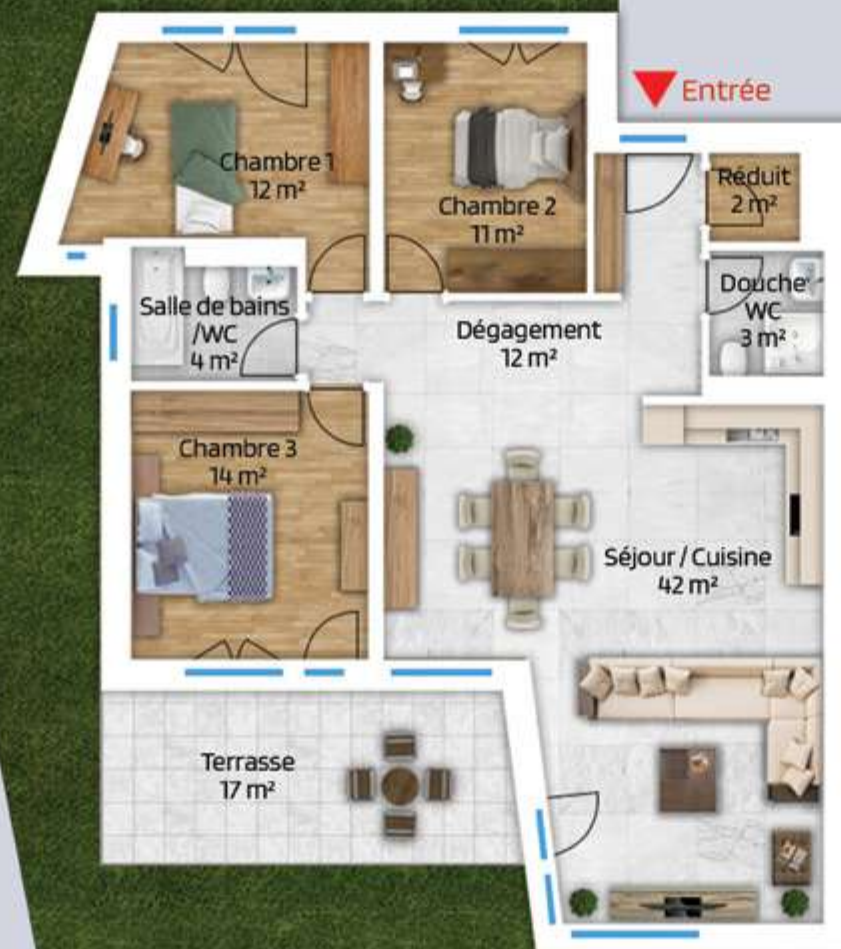 Entrée
Chambre 1
12 m²
Réduit
2 m²
Chambre 2
11 m²
Salle de bains
/WC
4 m²
Douche
WC
3 m²
Dégagement
12 m²
Chambre 3
14 m²
Séjour / Cuisine
42 m²
Terrasse
17 m²